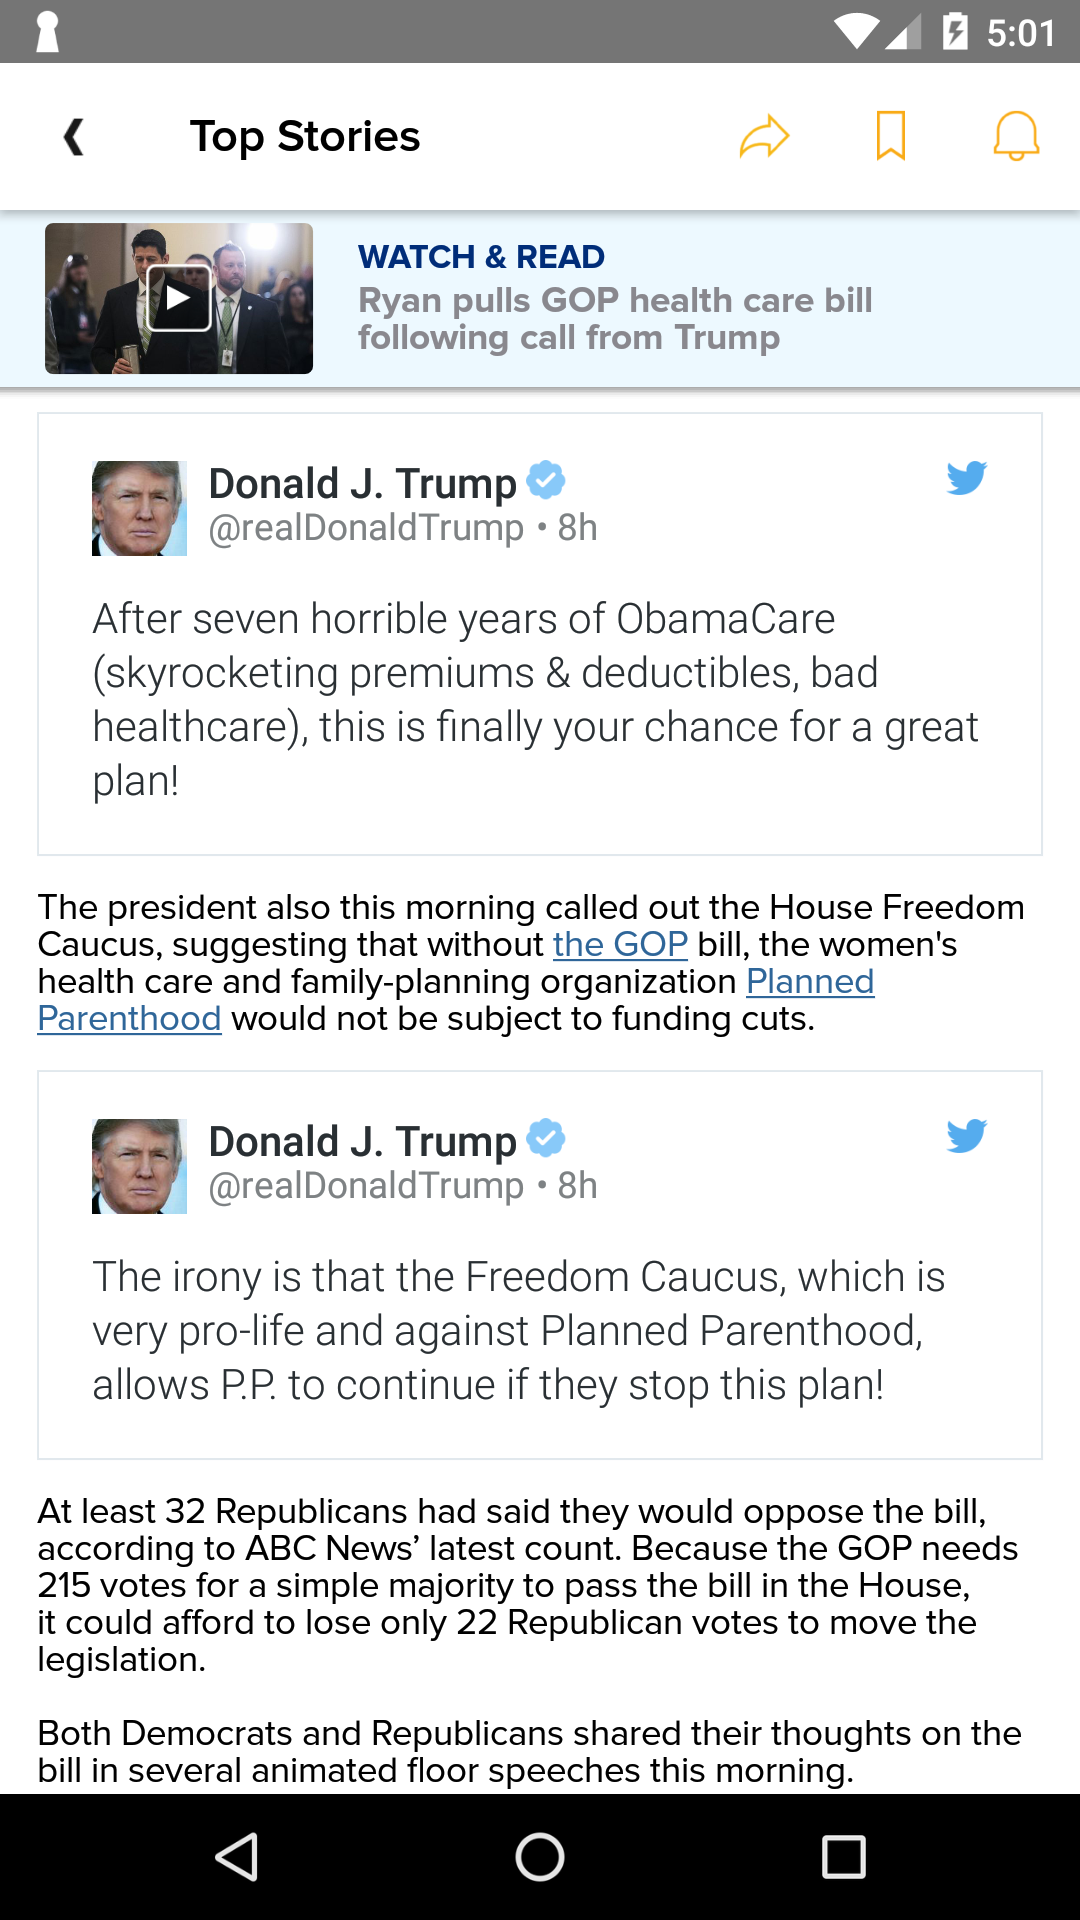 5:01
Top Stories
WATCH & READ
Ryan pulls GOP health care bill
following call from Trump
Donald J. Trump
@realDonaldTrump • 8h
After seven horrible years of ObamaCare
(skyrocketing premiums & deductibles, bad
healthcare), this is finally your chance for a great
plan!
The president also this morning called out the House Freedom
Caucus, suggesting that without the GOP bill, the women's
health care and family-planning organization Planned
Parenthood would not be subject to funding cuts.
Donald J. Trump
@realDonaldTrump • 8h
The irony is that the Freedom Caucus, which is
very pro-life and against Planned Parenthood,
allows P.P. to continue if they stop this plan!
At least 32 Republicans had said they would oppose the bill,
according to ABC News’ latest count. Because the GOP needs
215 votes for a simple majority to pass the bill in the House,
it could afford to lose only 22 Republican votes to move the
legislation.
Both Democrats and Republicans shared their thoughts on the
bill in several animated floor speeches this morning.